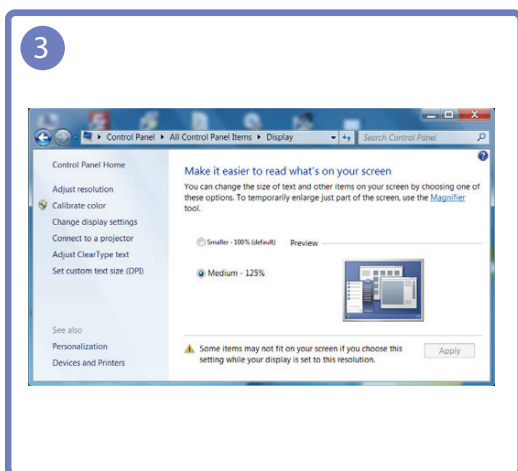 3
Control Panel ▸ All Control Panel Items ▸ Display
Search Control Panel
Control Panel Home
Adjust resolution
Calibrate color
Change display settings
Connect to a projector
Adjust ClearType text
Set custom text size (DPI)
See also
Personalization
Devices and Printers
Make it easier to read what's on your screen
You can change the size of text and other items on your screen by choosing one of
these options. To temporarily enlarge just part of the screen, use the Magnifier
tool.
Smaller - 100% (default)
Preview
Medium - 125%
Some items may not fit on your screen if you choose this
setting while your display is set to this resolution.
Apply